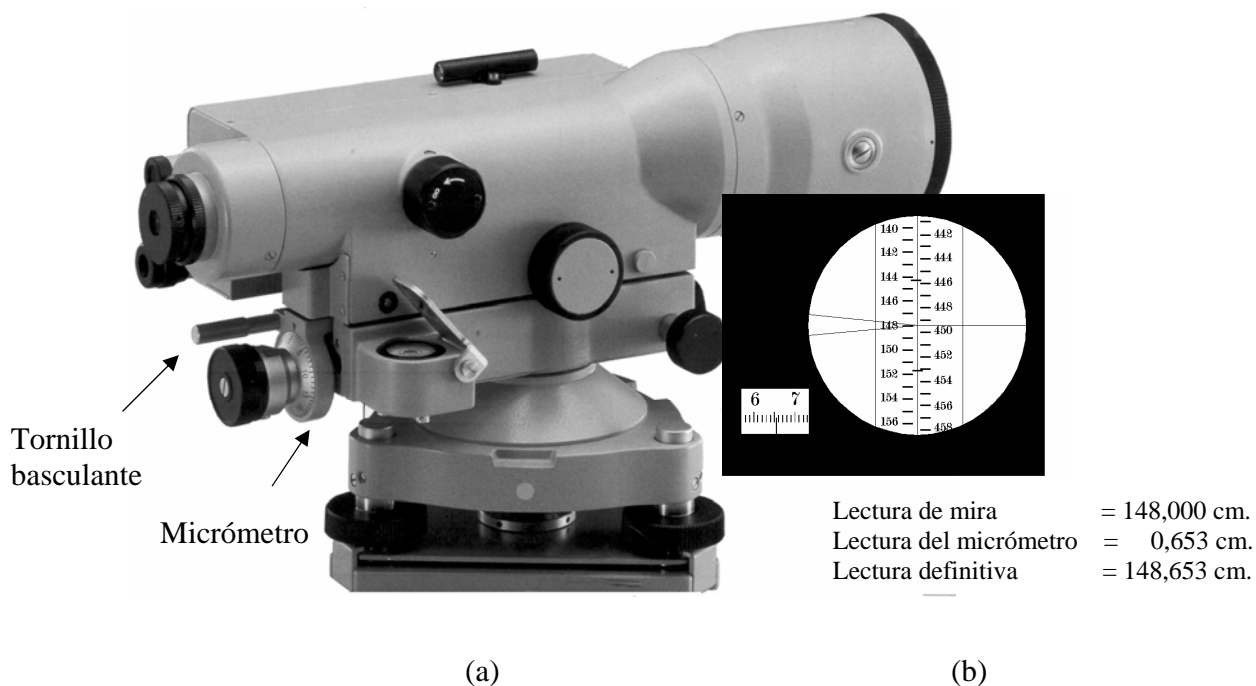 Tornillo
basculante
Micrómetro
140
142
144
146
148
150
152
154
156
442
444
446
448
450
452
454
456
458
6 7
Lectura de mira = 148,000 cm.
Lectura del micrómetro = 0,653 cm.
Lectura definitiva = 148,653 cm.
(a) (b)